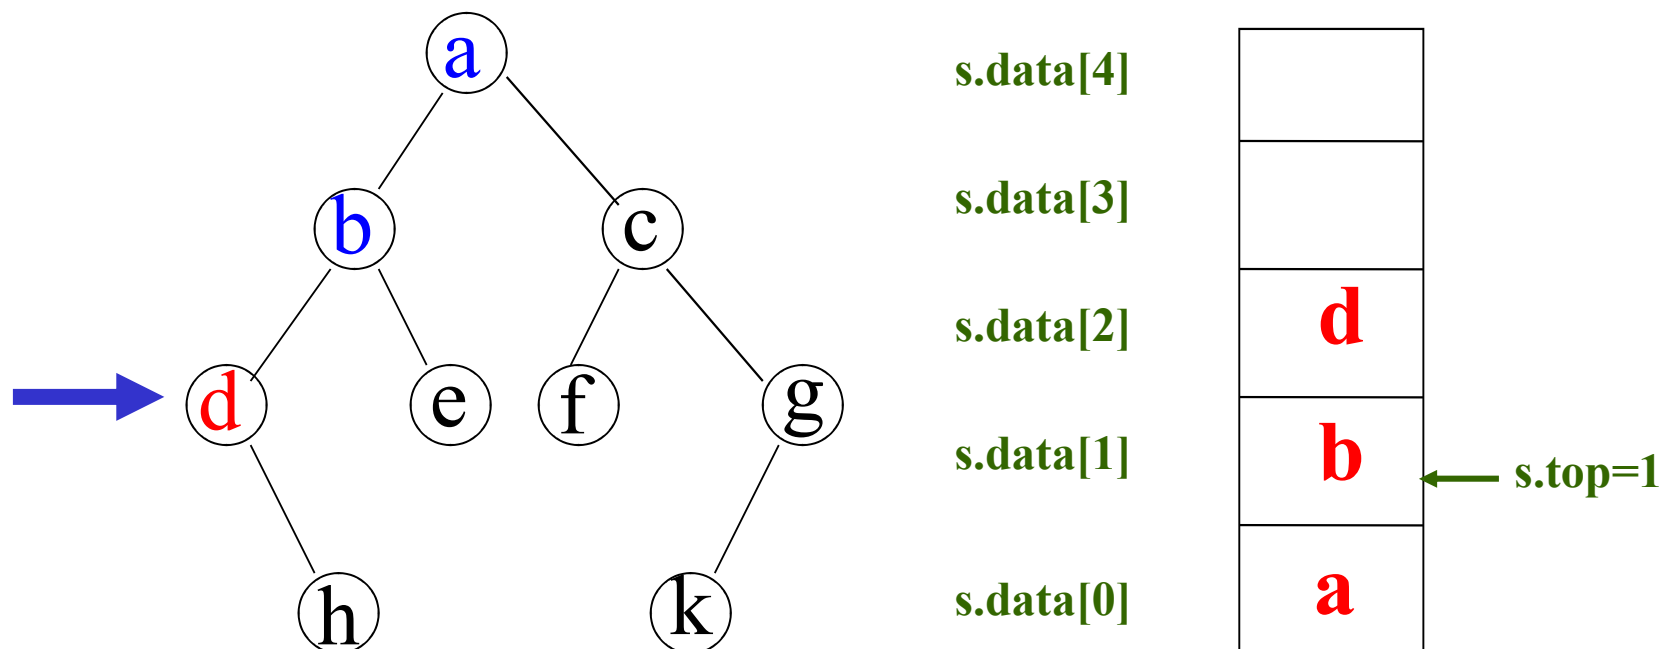 a
b
c
d
e
f
g
h
k
s.data[4]
s.data[3]
s.data[2]
d
s.data[1]
b
s.top=1
s.data[0]
a